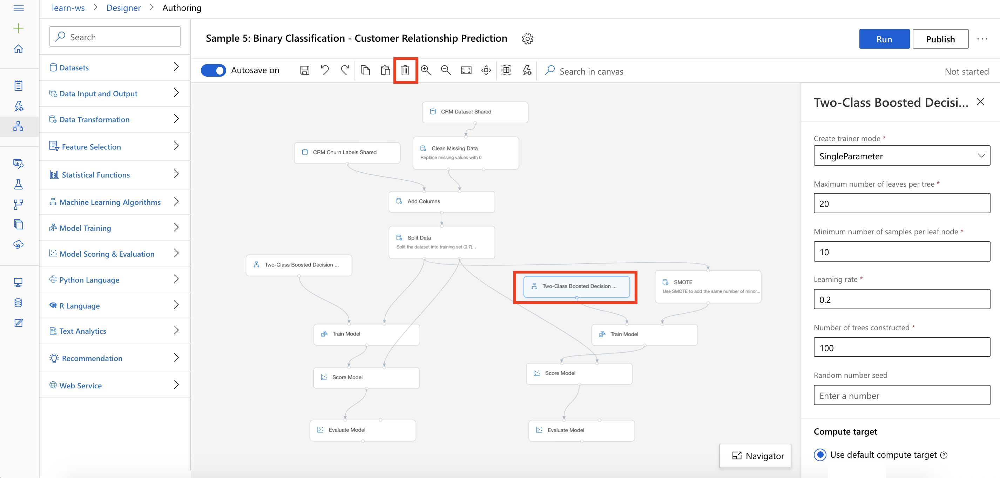 learn-ws > Designer > Authoring
Search
Datasets
Data Input and Output
Data Transformation
Feature Selection
Statistical Functions
Machine Learning Algorithms
Model Training
Model Scoring & Evaluation
Python Language
R Language
Text Analytics
Recommendation
Web Service
Sample 5: Binary Classification - Customer Relationship Prediction
Run
Publish
Autosave on
Search in canvas
Not started
CRM Dataset Shared
CRM Churn Labels Shared
Clean Missing Data
Replace missing values with 0
Add Columns
Split Data
Split the dataset into training set (0.7)...
Two-Class Boosted Decision ...
Two-Class Boosted Decision ...
SMOTE
Use SMOTE to add the same number of minor...
Train Model
Train Model
Score Model
Score Model
Evaluate Model
Evaluate Model
Navigator
Two-Class Boosted Decisi...
Create trainer mode *
SingleParameter
Maximum number of leaves per tree *
20
Minimum number of samples per leaf node *
10
Learning rate *
0.2
Number of trees constructed *
100
Random number seed
Enter a number
Compute target
Use default compute target